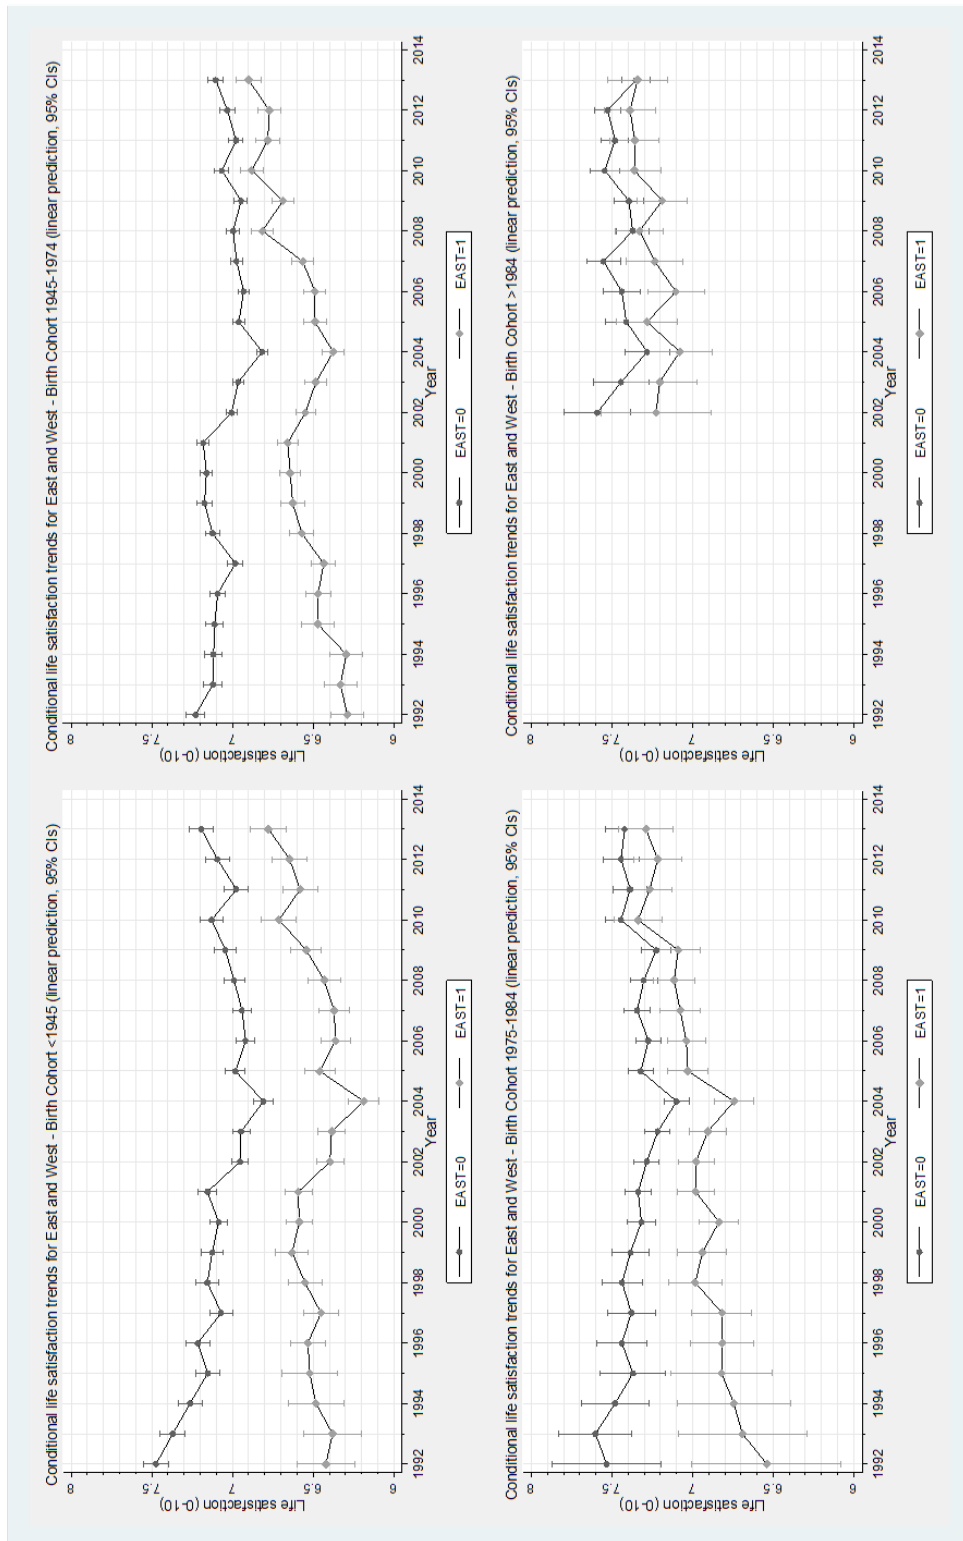 Conditional life satisfaction trends for East and West - Birth Cohort <1945 (linear prediction, 95% CIs)
Life satisfaction (0-10)
8
7.5
7
6.5
6
1992 1994 1996 1998 2000 2002 2004 2006 2008 2010 2012 2014
Year
EAST=0 EAST=1
Conditional life satisfaction trends for East and West - Birth Cohort 1945-1974 (linear prediction, 95% CIs)
Life satisfaction (0-10)
8
7.5
7
6.5
6
1992 1994 1996 1998 2000 2002 2004 2006 2008 2010 2012 2014
Year
EAST=0 EAST=1
Conditional life satisfaction trends for East and West - Birth Cohort 1975-1984 (linear prediction, 95% CIs)
Life satisfaction (0-10)
8
7.5
7
6.5
6
1992 1994 1996 1998 2000 2002 2004 2006 2008 2010 2012 2014
Year
EAST=0 EAST=1
Conditional life satisfaction trends for East and West - Birth Cohort >1984 (linear prediction, 95% CIs)
Life satisfaction (0-10)
8
7.5
7
6.5
6
1992 1994 1996 1998 2000 2002 2004 2006 2008 2010 2012 2014
Year
EAST=0 EAST=1